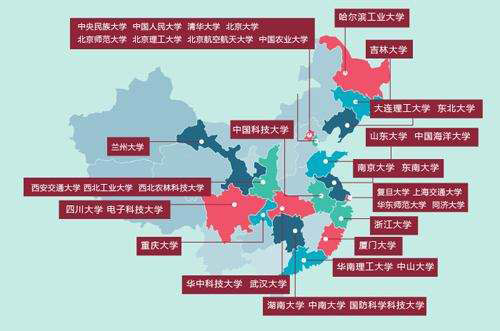 中央民族大学 中国人民大学 清华大学 北京大学
北京师范大学 北京理工大学 北京航空航天大学 中国农业大学
哈尔滨工业大学
吉林大学
大连理工大学 东北大学
中国科技大学
山东大学 中国海洋大学
兰州大学
南京大学 东南大学
西安交通大学 西北工业大学 西北农林科技大学
复旦大学 上海交通大学
华东师范大学 同济大学
四川大学 电子科技大学
浙江大学
重庆大学
厦门大学
华南理工大学 中山大学
华中科技大学 武汉大学
湖南大学 中南大学 国防科学科技大学